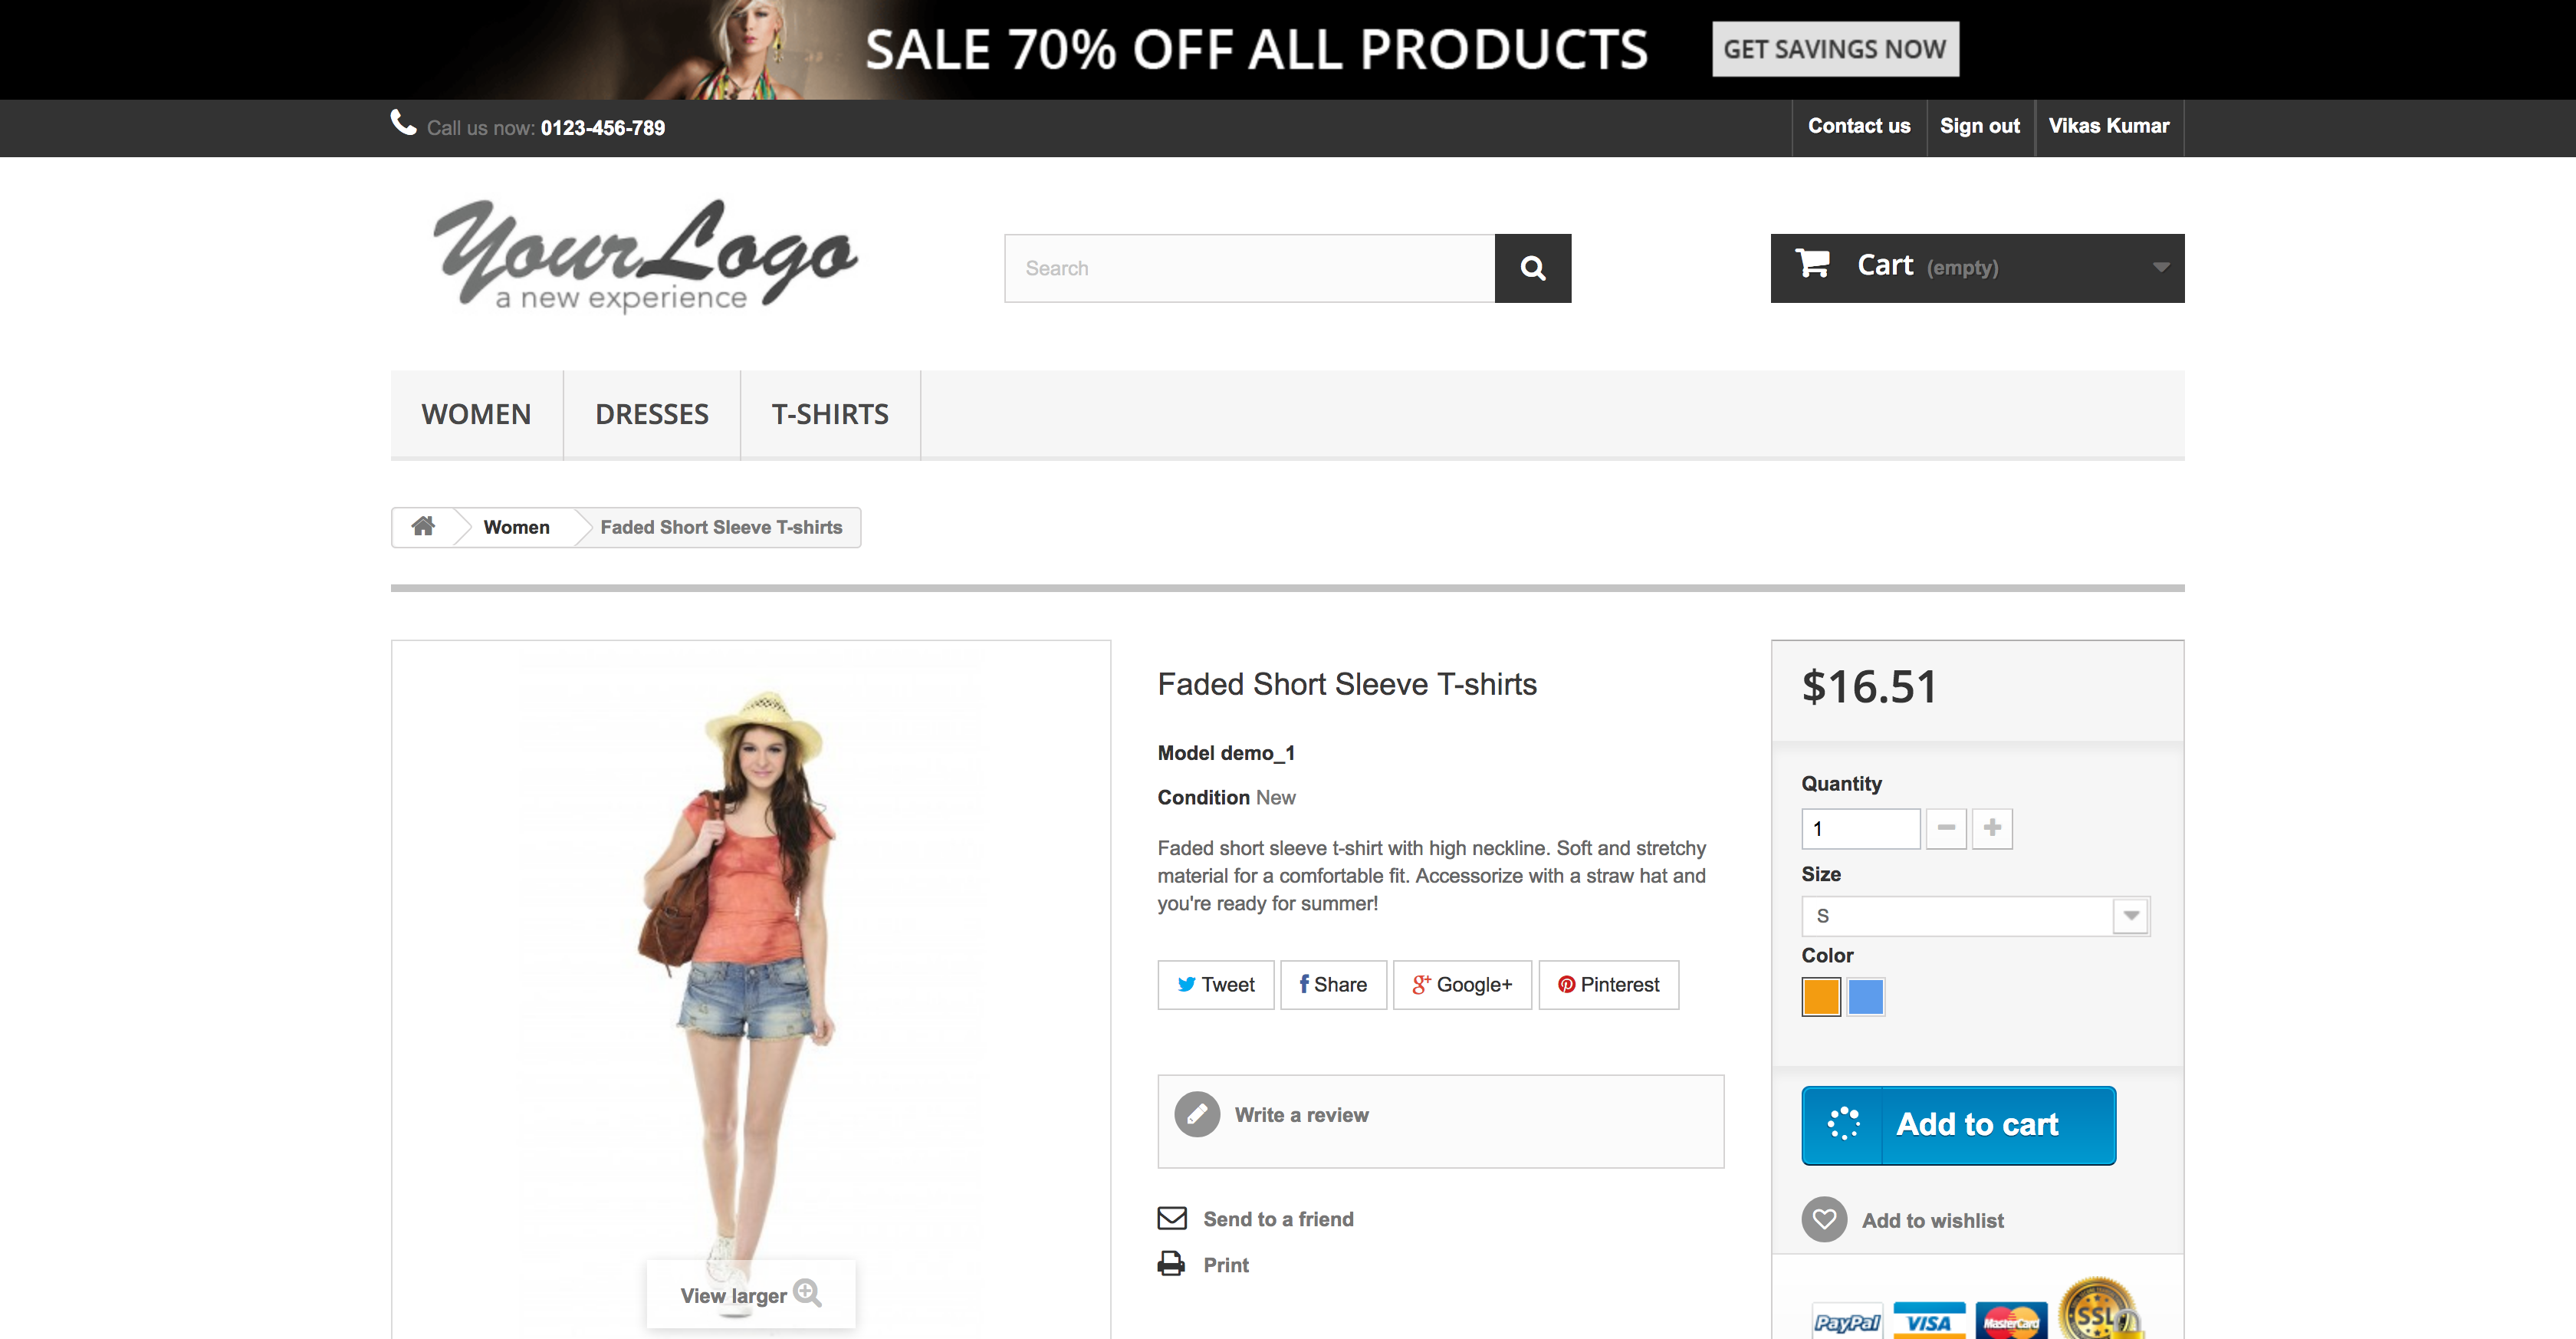 SALE 70% OFF ALL PRODUCTS
GET SAVINGS NOW
Call us now: 0123-456-789
Contact us
Sign out
Vikas Kumar
YourLogo
a new experience
Search
Cart (empty)
WOMEN
DRESSES
T-SHIRTS
Women
Faded Short Sleeve T-shirts
View larger
Faded Short Sleeve T-shirts
Model demo_1
Condition New
Faded short sleeve t-shirt with high neckline. Soft and stretchy
material for a comfortable fit. Accessorize with a straw hat and
you're ready for summer!
Tweet
Share
Google+
Pinterest
Write a review
Send to a friend
Print
$16.51
Quantity
1
Size
S
Color
Add to cart
Add to wishlist
PayPal
VISA
MasterCard
SSL